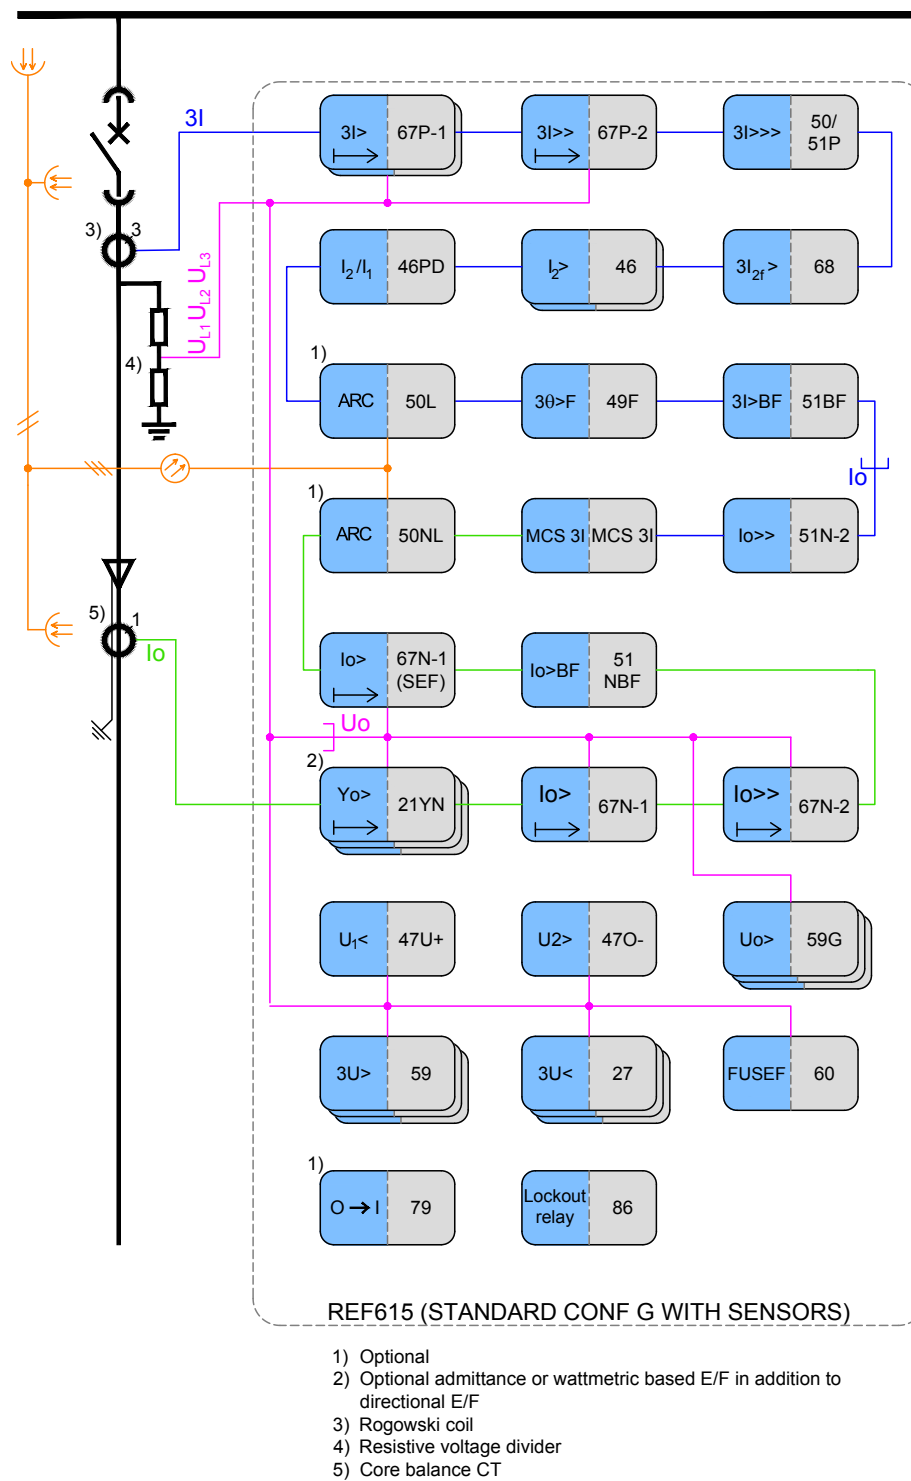 3I
3I>
67P-1
3I>>
67P-2
3I>>>
50/
51P
3)
3
U_L1 U_L2 U_L3
I₂/I₁
46PD
I₂>
46
3I_2f>
68
4)
1)
ARC
50L
3θ>F
49F
3I>BF
51BF
Io
1)
ARC
50NL
MCS 3I
MCS 3I
Io>>
51N-2
5)
1
Io
Io>
67N-1
(SEF)
Io>BF
51
NBF
Uo
2)
Yo>
21YN
Io>
67N-1
Io>>
67N-2
U₁<
47U+
U2>
47O-
Uo>
59G
3U>
59
3U<
27
FUSEF
60
1)
O → I
79
Lockout
relay
86
REF615 (STANDARD CONF G WITH SENSORS)
1) Optional
2) Optional admittance or wattmetric based E/F in addition to
directional E/F
3) Rogowski coil
4) Resistive voltage divider
5) Core balance CT